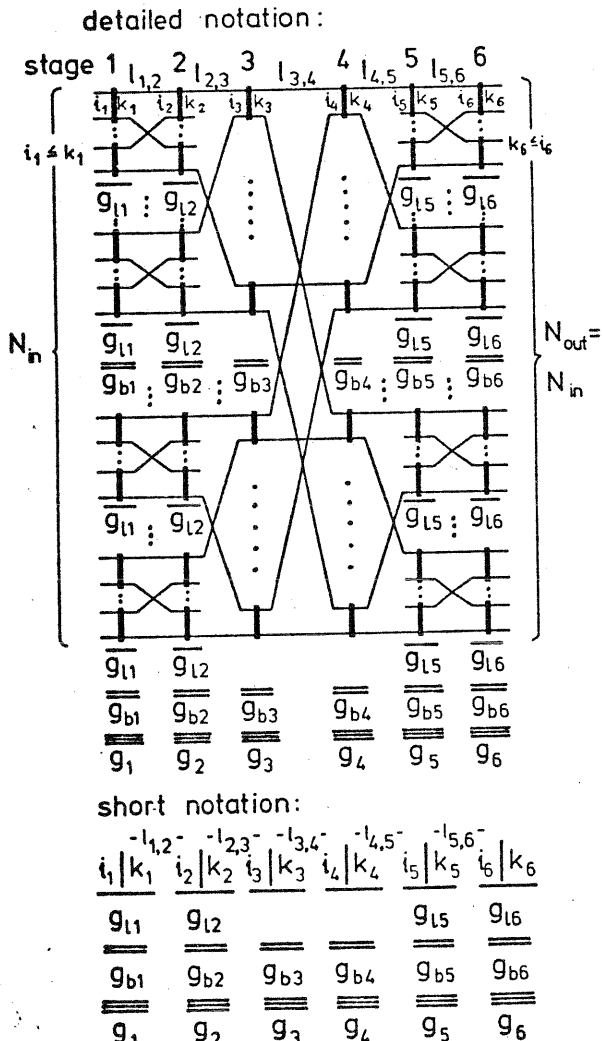 detailed notation:
stage 1 l1,2 2 l2,3 3 l3,4 4 l4,5 5 l5,6 6
i1 k1 i2 k2 i3 k3 i4 k4 i5 k5 i6 k6
i1 ≤ k1 k6 ≤ i6
gl1 gl2 gl5 gl6
gl1 gl2 gl5 gl6
Nin Nout =
gb1 gb2 gb3 gb4 gb5 gb6
Nin
gl1 gl2 gl5 gl6
gl1 gl2 gl5 gl6
gb1 gb2 gb3 gb4 gb5 gb6
g1 g2 g3 g4 g5 g6
short notation:
-l1,2- -l2,3- -l3,4- -l4,5- -l5,6-
i1|k1 i2|k2 i3|k3 i4|k4 i5|k5 i6|k6
gl1 gl2 gl5 gl6
gb1 gb2 gb3 gb4 gb5 gb6
g1 g2 g3 g4 g5 g6